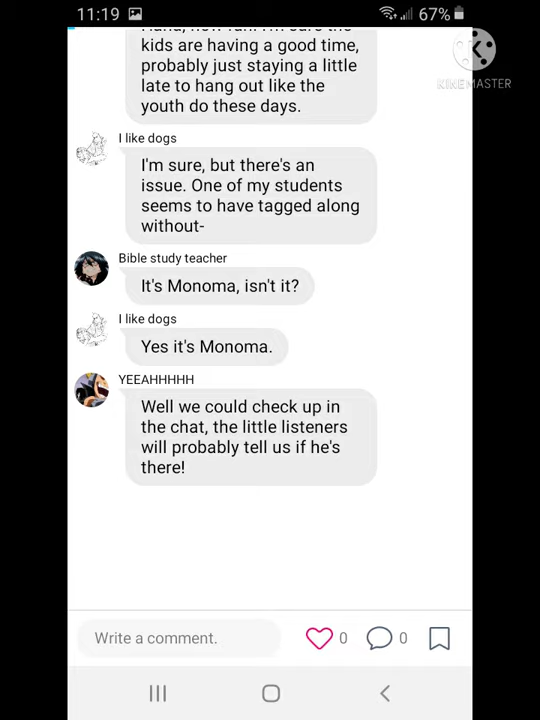 11:19
67%
KINEMASTER
kids are having a good time,
probably just staying a little
late to hang out like the
youth do these days.
I like dogs
I'm sure, but there's an
issue. One of my students
seems to have tagged along
without-
Bible study teacher
It's Monoma, isn't it?
I like dogs
Yes it's Monoma.
YEEAHHHHH
Well we could check up in
the chat, the little listeners
will probably tell us if he's
there!
Write a comment.
0
0